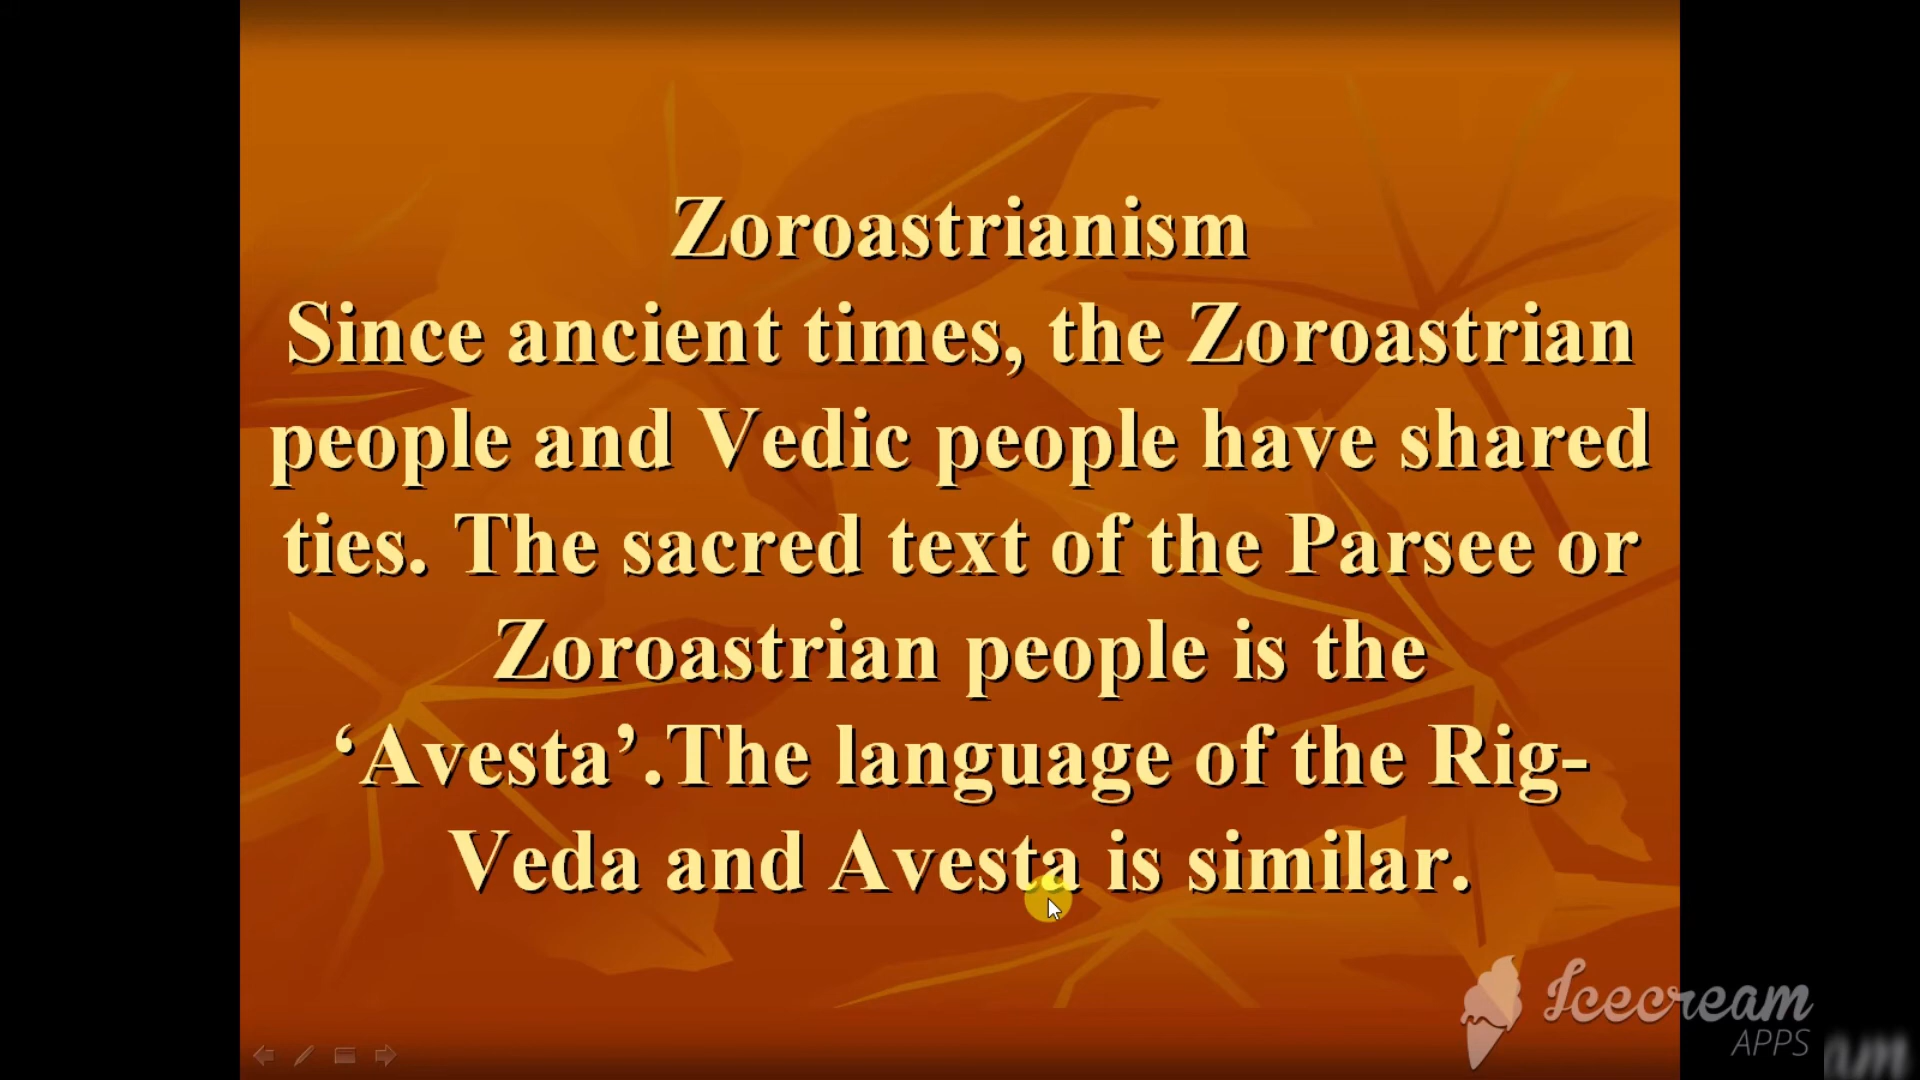 Zoroastrianism
Since ancient times, the Zoroastrian
people and Vedic people have shared
ties. The sacred text of the Parsee or
Zoroastrian people is the
‘Avesta’.The language of the Rig-
Veda and Avesta is similar.
Icecream
APPS
am